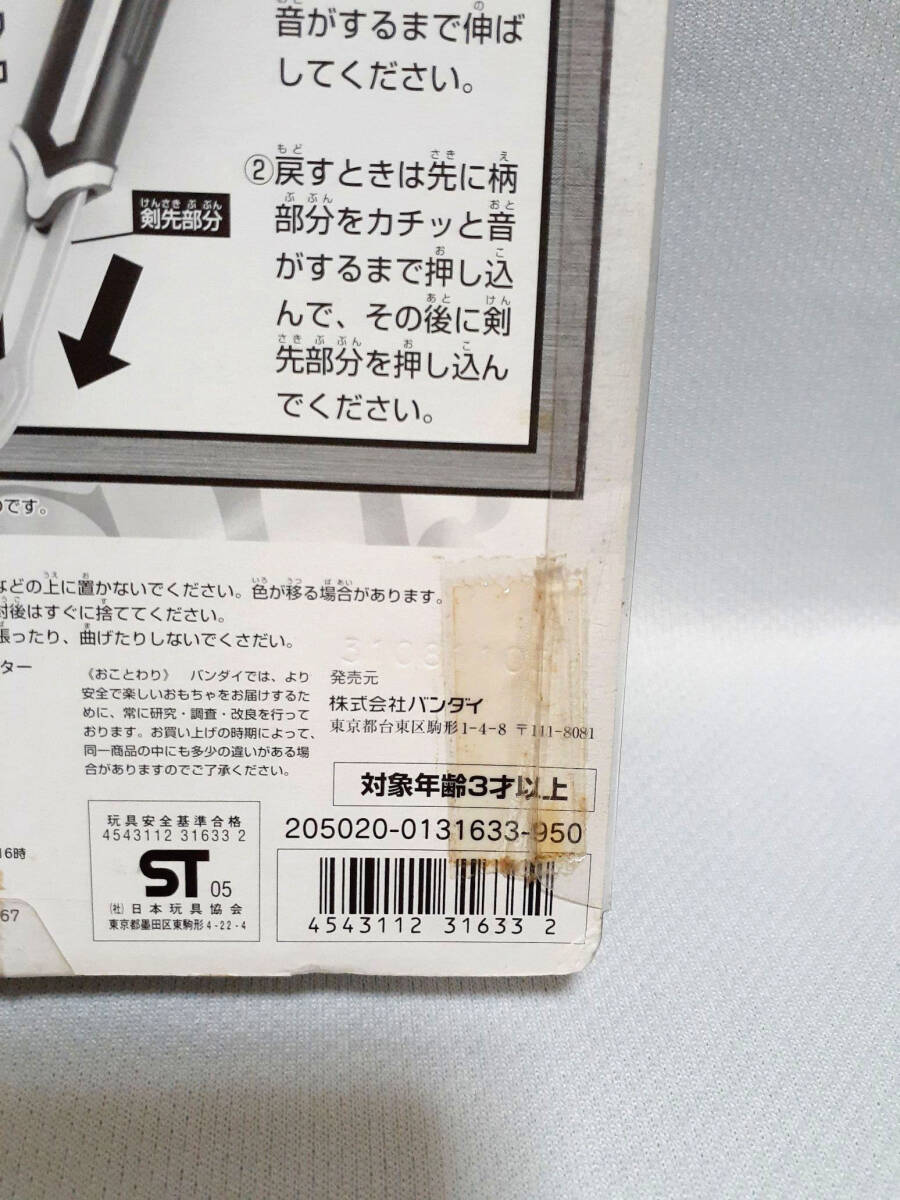 音がするまで伸ば
してください。
②戻すときは先に柄
部分をカチッと音
がするまで押し込
んで、その後に剣
先部分を押し込ん
でください。
けんさきぶぶん
剣先部分
のです。
などの上に置かないでください。色が移る場合があります。
後はすぐに捨ててください。
張ったり、曲げたりしないでくさだい。
ター
《おことわり》 バンダイでは、より
安全で楽しいおもちゃをお届けするた
めに、常に研究・調査・改良を行って
おります。お買い上げの時期によって、
同一商品の中にも多少の違いがある場
合がありますのでご了承ください。
発売元
株式会社バンダイ
東京都台東区駒形1-4-8 〒111-8081
対象年齢3才以上
205020-0131633-950
玩具安全基準合格
4543112 31633 2
ST 05
(社)日本玩具協会
東京都墨田区東駒形4-22-4
16時
67
4543112 31633 2